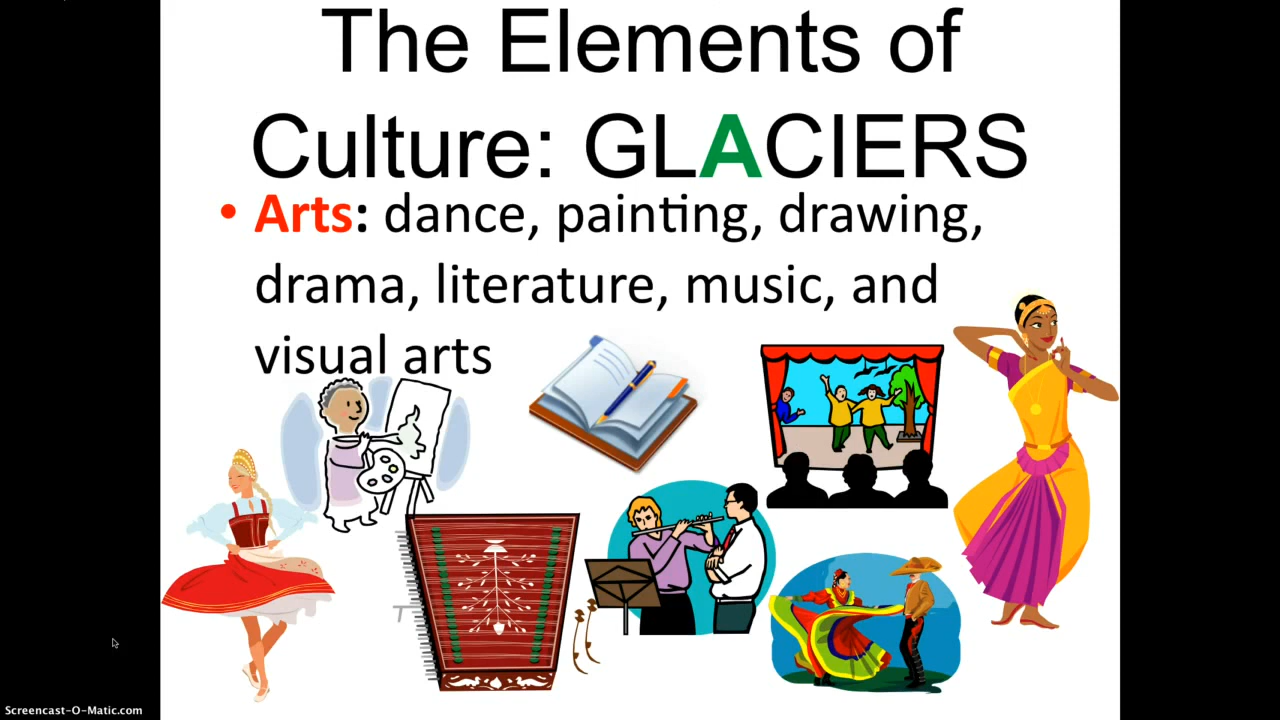 The Elements of
Culture: GLACIERS
• Arts: dance, painting, drawing,
drama, literature, music, and
visual arts
Screencast-O-Matic.com